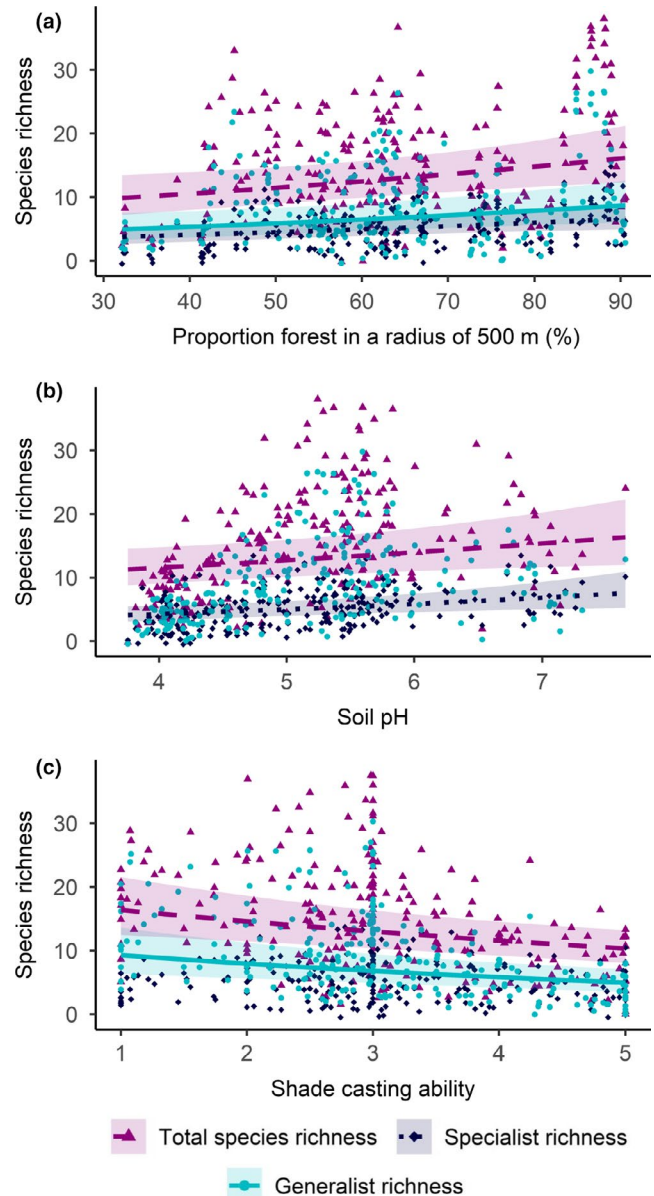 (a)
Species richness
30
20
10
0
30 40 50 60 70 80 90
Proportion forest in a radius of 500 m (%)
(b)
Species richness
30
20
10
0
4 5 6 7
Soil pH
(c)
Species richness
30
20
10
0
1 2 3 4 5
Shade casting ability
Total species richness Specialist richness
Generalist richness